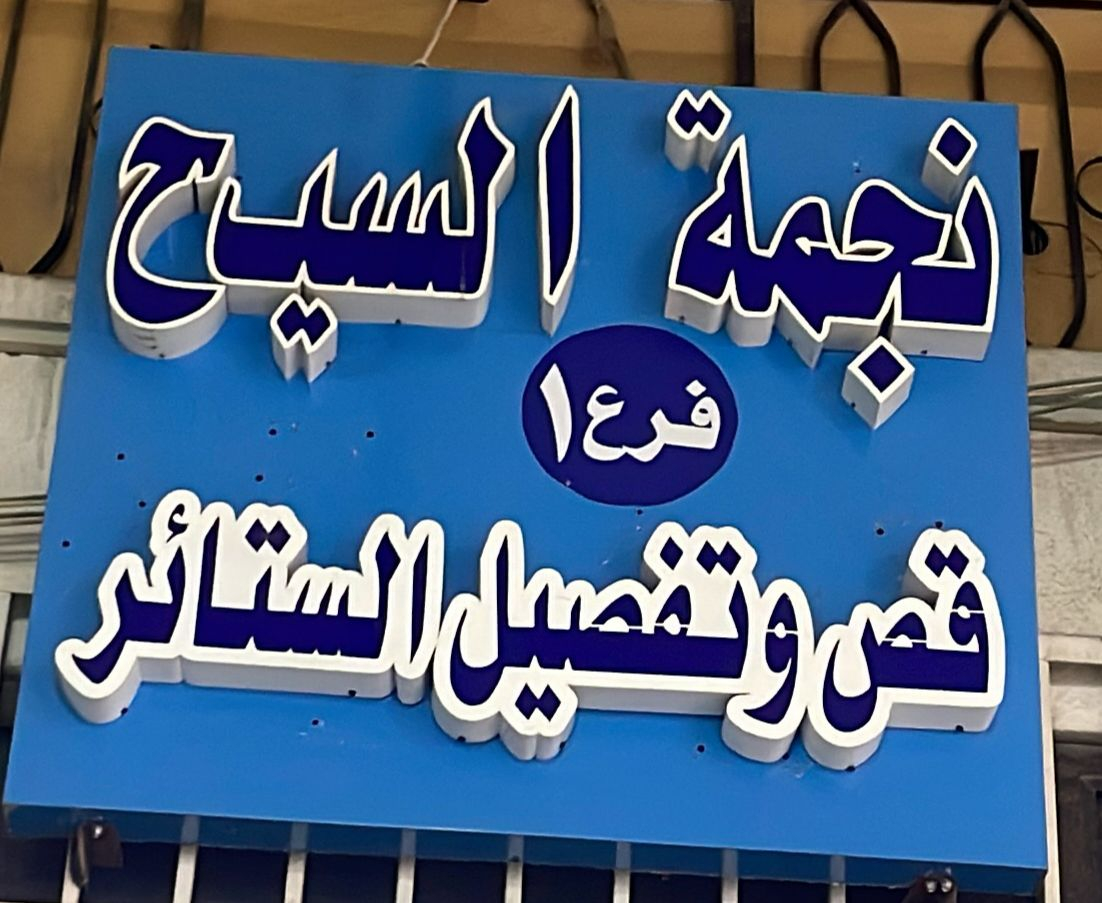 نجمة السيح
فرع ١
قص وتفصيل الستائر